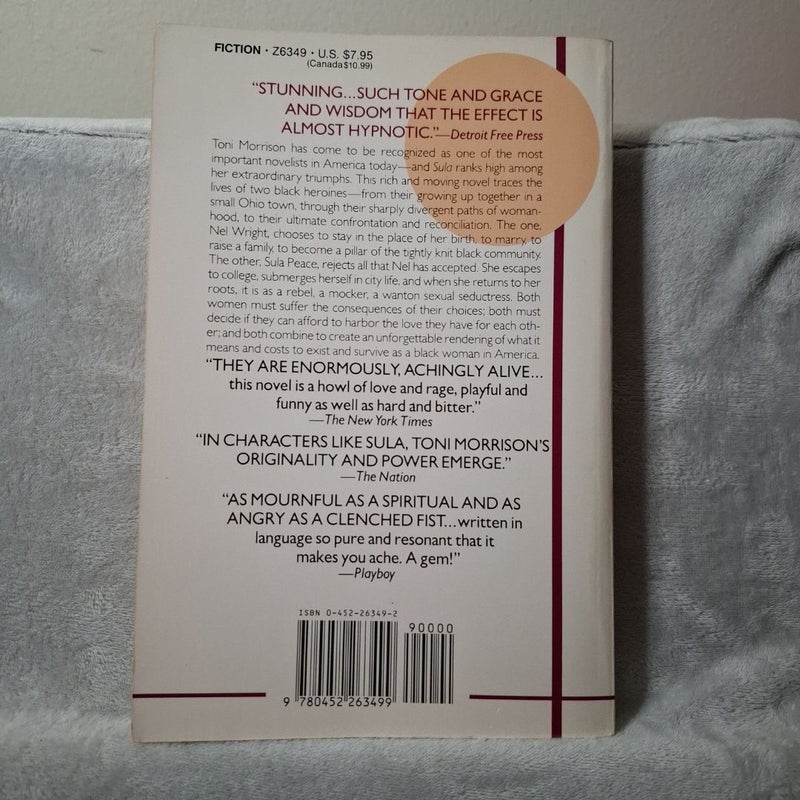 FICTION • Z6349 • U.S. $7.95
(Canada $10.99)
“STUNNING...SUCH TONE AND GRACE
AND WISDOM THAT THE EFFECT IS
ALMOST HYPNOTIC.”—Detroit Free Press
Toni Morrison has come to be recognized as one of the most
important novelists in America today—and Sula ranks high among
her extraordinary triumphs. This rich and moving novel traces the
lives of two black heroines—from their growing up together in a
small Ohio town, through their sharply divergent paths of woman-
hood, to their ultimate confrontation and reconciliation. The one,
Nel Wright, chooses to stay in the place of her birth, to marry, to
raise a family, to become a pillar of the tightly knit black community.
The other, Sula Peace, rejects all that Nel has accepted. She escapes
to college, submerges herself in city life, and when she returns to her
roots, it is as a rebel, a mocker, a wanton sexual seductress. Both
women must suffer the consequences of their choices; both must
decide if they can afford to harbor the love they have for each oth-
er; and both combine to create an unforgettable rendering of what it
means and costs to exist and survive as a black woman in America.
“THEY ARE ENORMOUSLY, ACHINGLY ALIVE...
this novel is a howl of love and rage, playful and
funny as well as hard and bitter.”
—The New York Times
“IN CHARACTERS LIKE SULA, TONI MORRISON’S
ORIGINALITY AND POWER EMERGE.”
—The Nation
“AS MOURNFUL AS A SPIRITUAL AND AS
ANGRY AS A CLENCHED FIST...written in
language so pure and resonant that it
makes you ache. A gem!”
—Playboy
ISBN 0-452-26349-2
90000
9 780452 263499